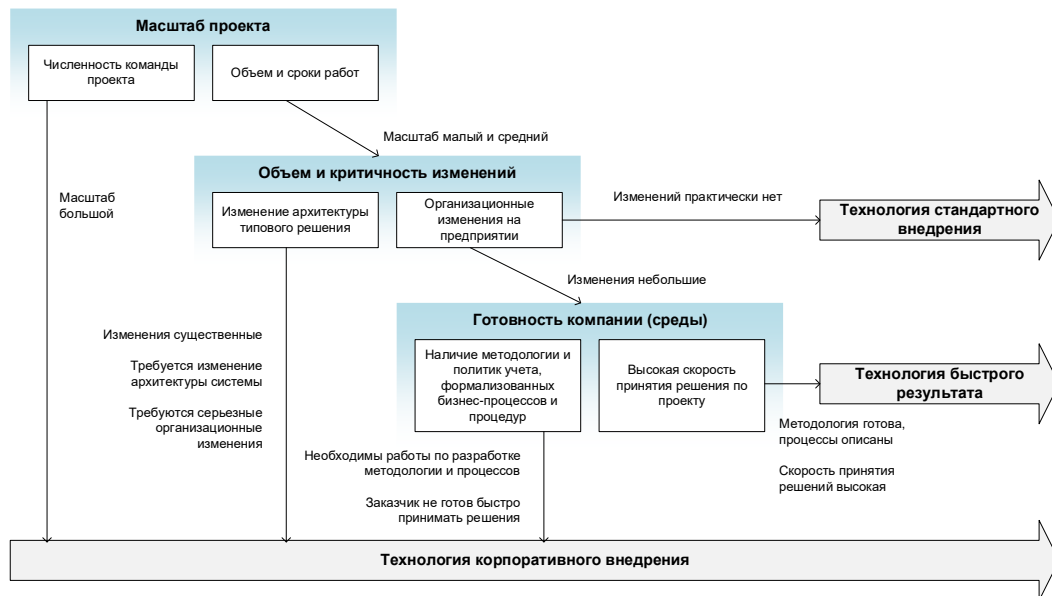 Масштаб проекта
Численность команды
проекта
Объем и сроки работ
Масштаб малый и средний
Масштаб
большой
Объем и критичность изменений
Изменение архитектуры
типового решения
Организационные
изменения на
предприятии
Изменений практически нет
Технология стандартного
внедрения
Изменения небольшие
Изменения существенные
Требуется изменение
архитектуры системы
Требуются серьезные
организационные
изменения
Готовность компании (среды)
Наличие методологии и
политик учета,
формализованных
бизнес-процессов и
процедур
Высокая скорость
принятия решения по
проекту
Технология быстрого
результата
Методология готова,
процессы описаны
Скорость принятия
решений высокая
Необходимы работы по разработке
методологии и процессов
Заказчик не готов быстро
принимать решения
Технология корпоративного внедрения